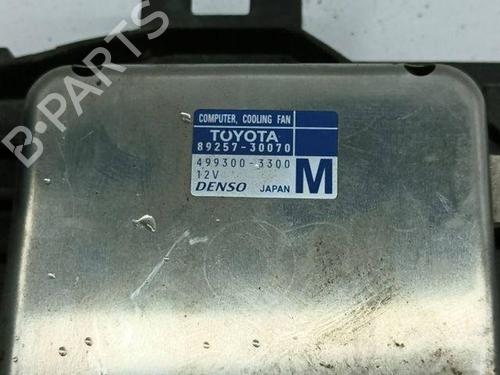 B-PARTS
COMPUTER, COOLING FAN
TOYOTA
89257-30070
499300-3300
12V
DENSO JAPAN M